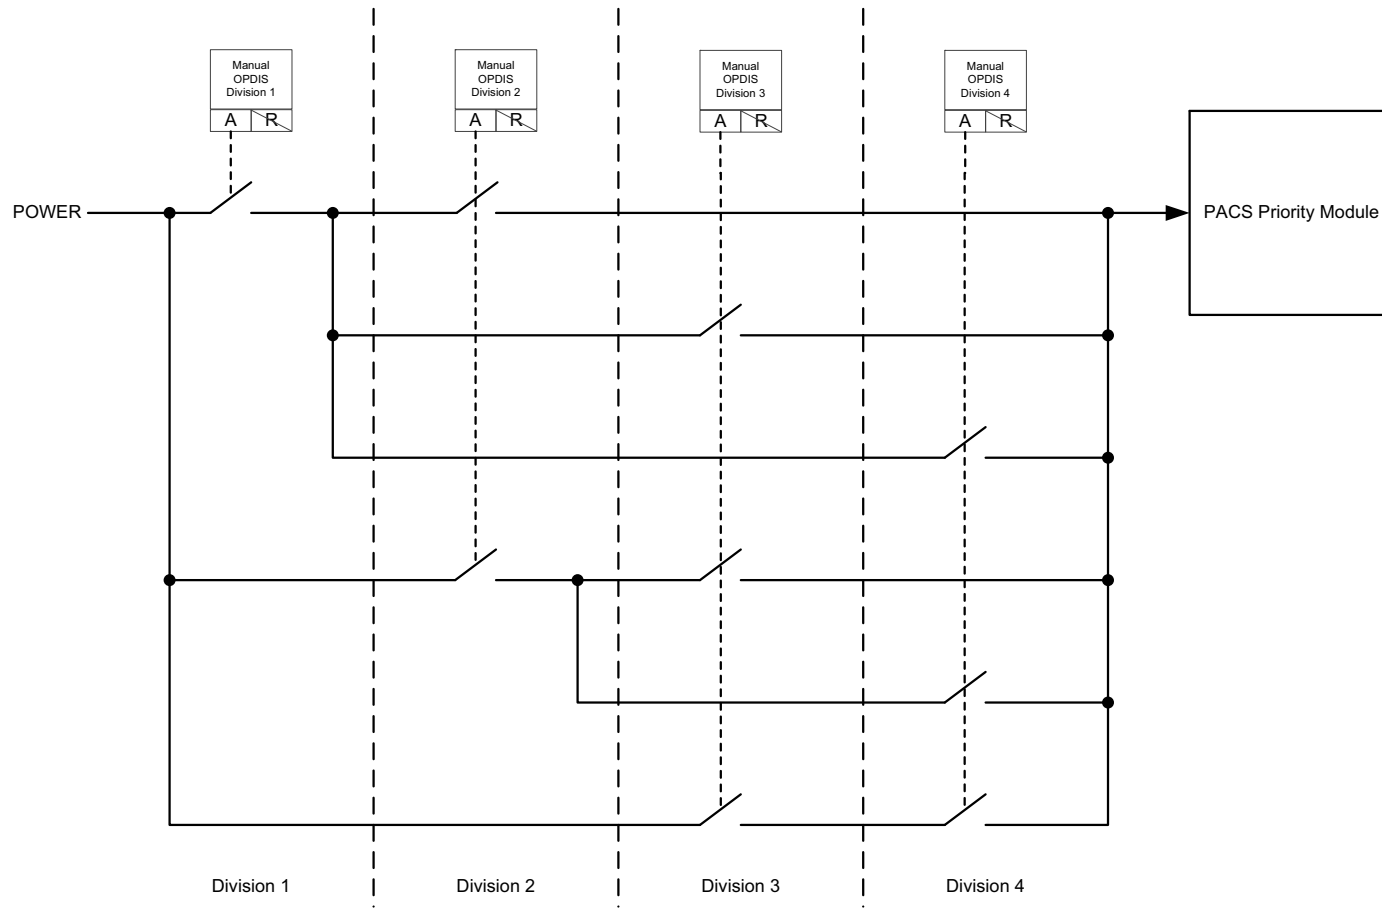 Manual
OPDIS
Division 1
A R
Manual
OPDIS
Division 2
A R
Manual
OPDIS
Division 3
A R
Manual
OPDIS
Division 4
A R
POWER
PACS Priority Module
Division 1
Division 2
Division 3
Division 4